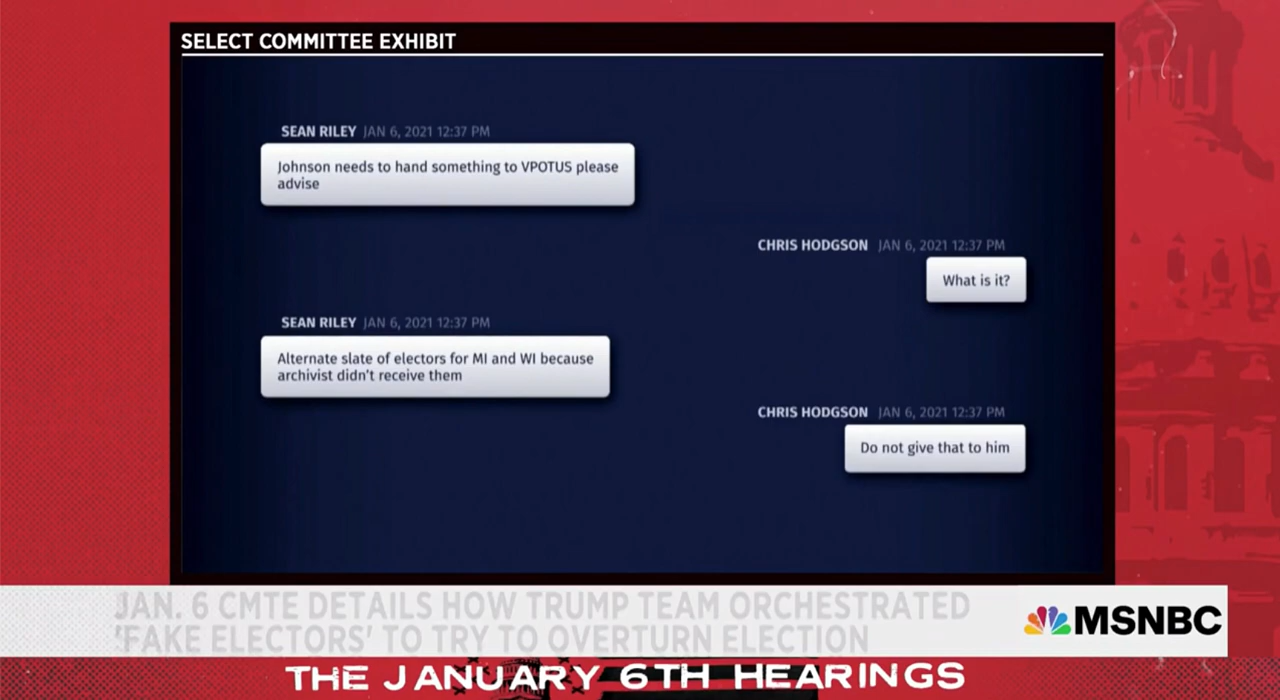 SELECT COMMITTEE EXHIBIT
SEAN RILEY JAN 6, 2021 12:37 PM
Johnson needs to hand something to VPOTUS please
advise
CHRIS HODGSON JAN 6, 2021 12:37 PM
What is it?
SEAN RILEY JAN 6, 2021 12:37 PM
Alternate slate of electors for MI and WI because
archivist didn't receive them
CHRIS HODGSON JAN 6, 2021 12:37 PM
Do not give that to him
JAN. 6 CMTE DETAILS HOW TRUMP TEAM ORCHESTRATED
'FAKE ELECTORS' TO TRY TO OVERTURN ELECTION
MSNBC
THE JANUARY 6TH HEARINGS